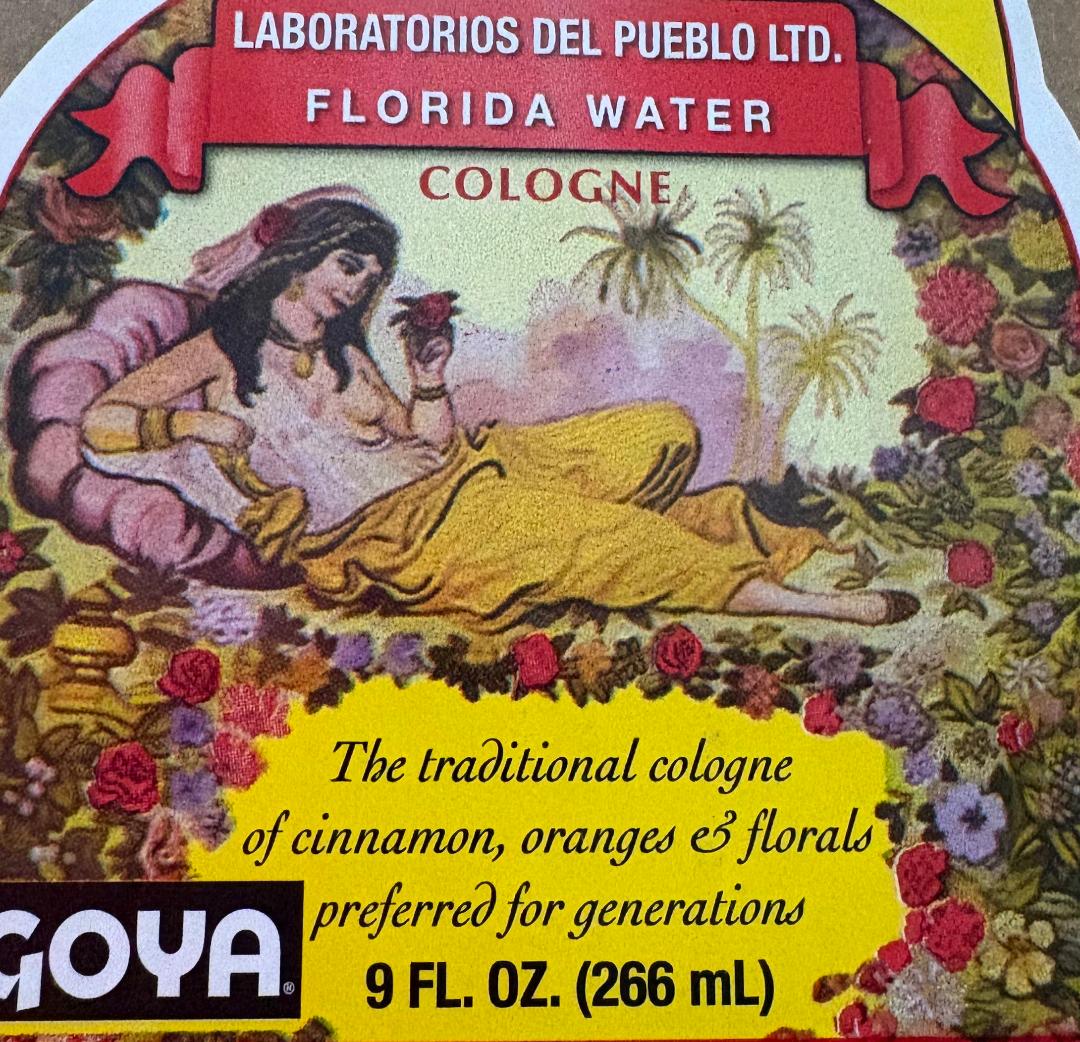 LABORATORIOS DEL PUEBLO LTD.
FLORIDA WATER
COLOGNE
The traditional cologne
of cinnamon, oranges & florals
preferred for generations
GOYA®
9 FL. OZ. (266 mL)